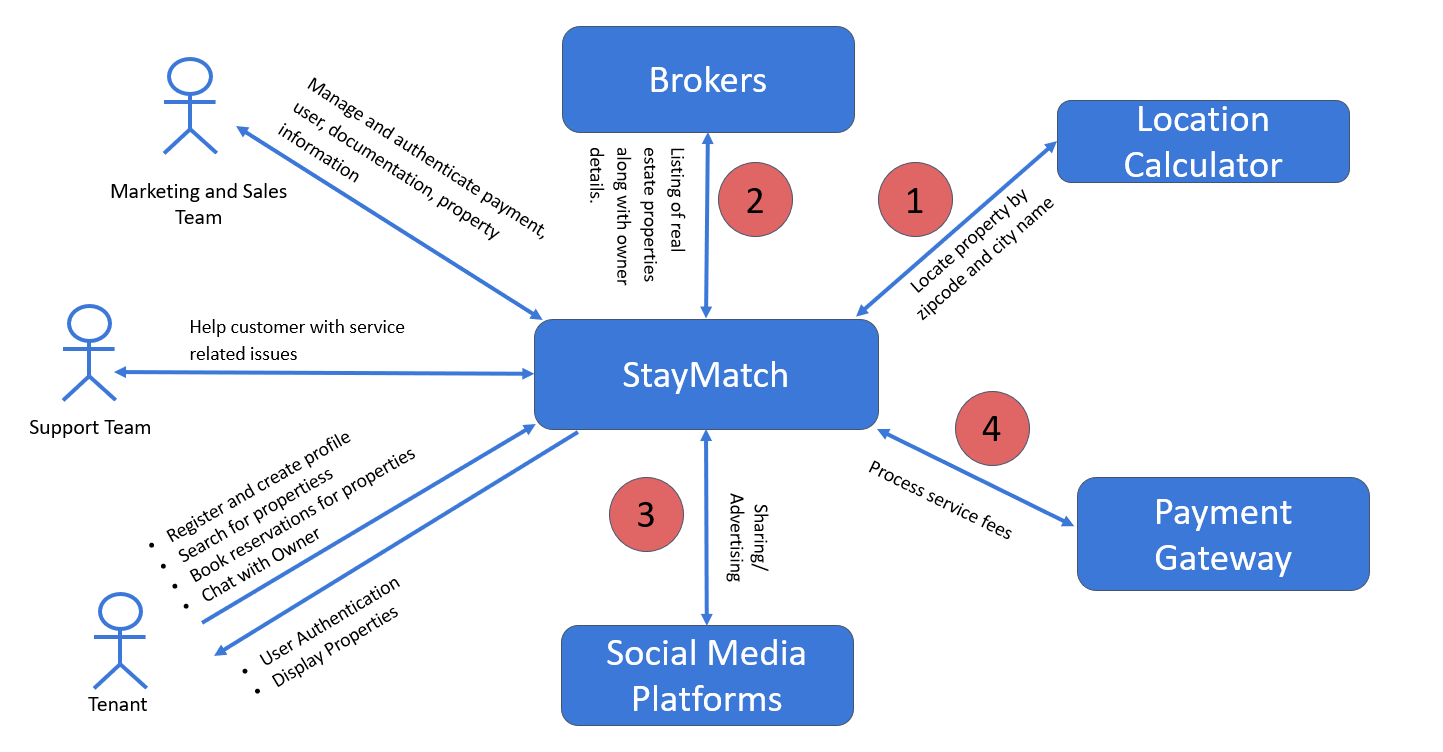 Brokers
Location
Calculator
Manage and authenticate payment,
user, documentation, property
information
Marketing and Sales
Team
Listing of real
estate properties
along with owner
details.
2
1
Locate property by
zipcode and city name
Help customer with service
related issues
Support Team
StayMatch
4
Process service fees
Payment
Gateway
• Register and create profile
• Search for propertiess
• Book reservations for properties
• Chat with Owner
3
Sharing/
Advertising
• User Authentication
• Display Properties
Tenant
Social Media
Platforms